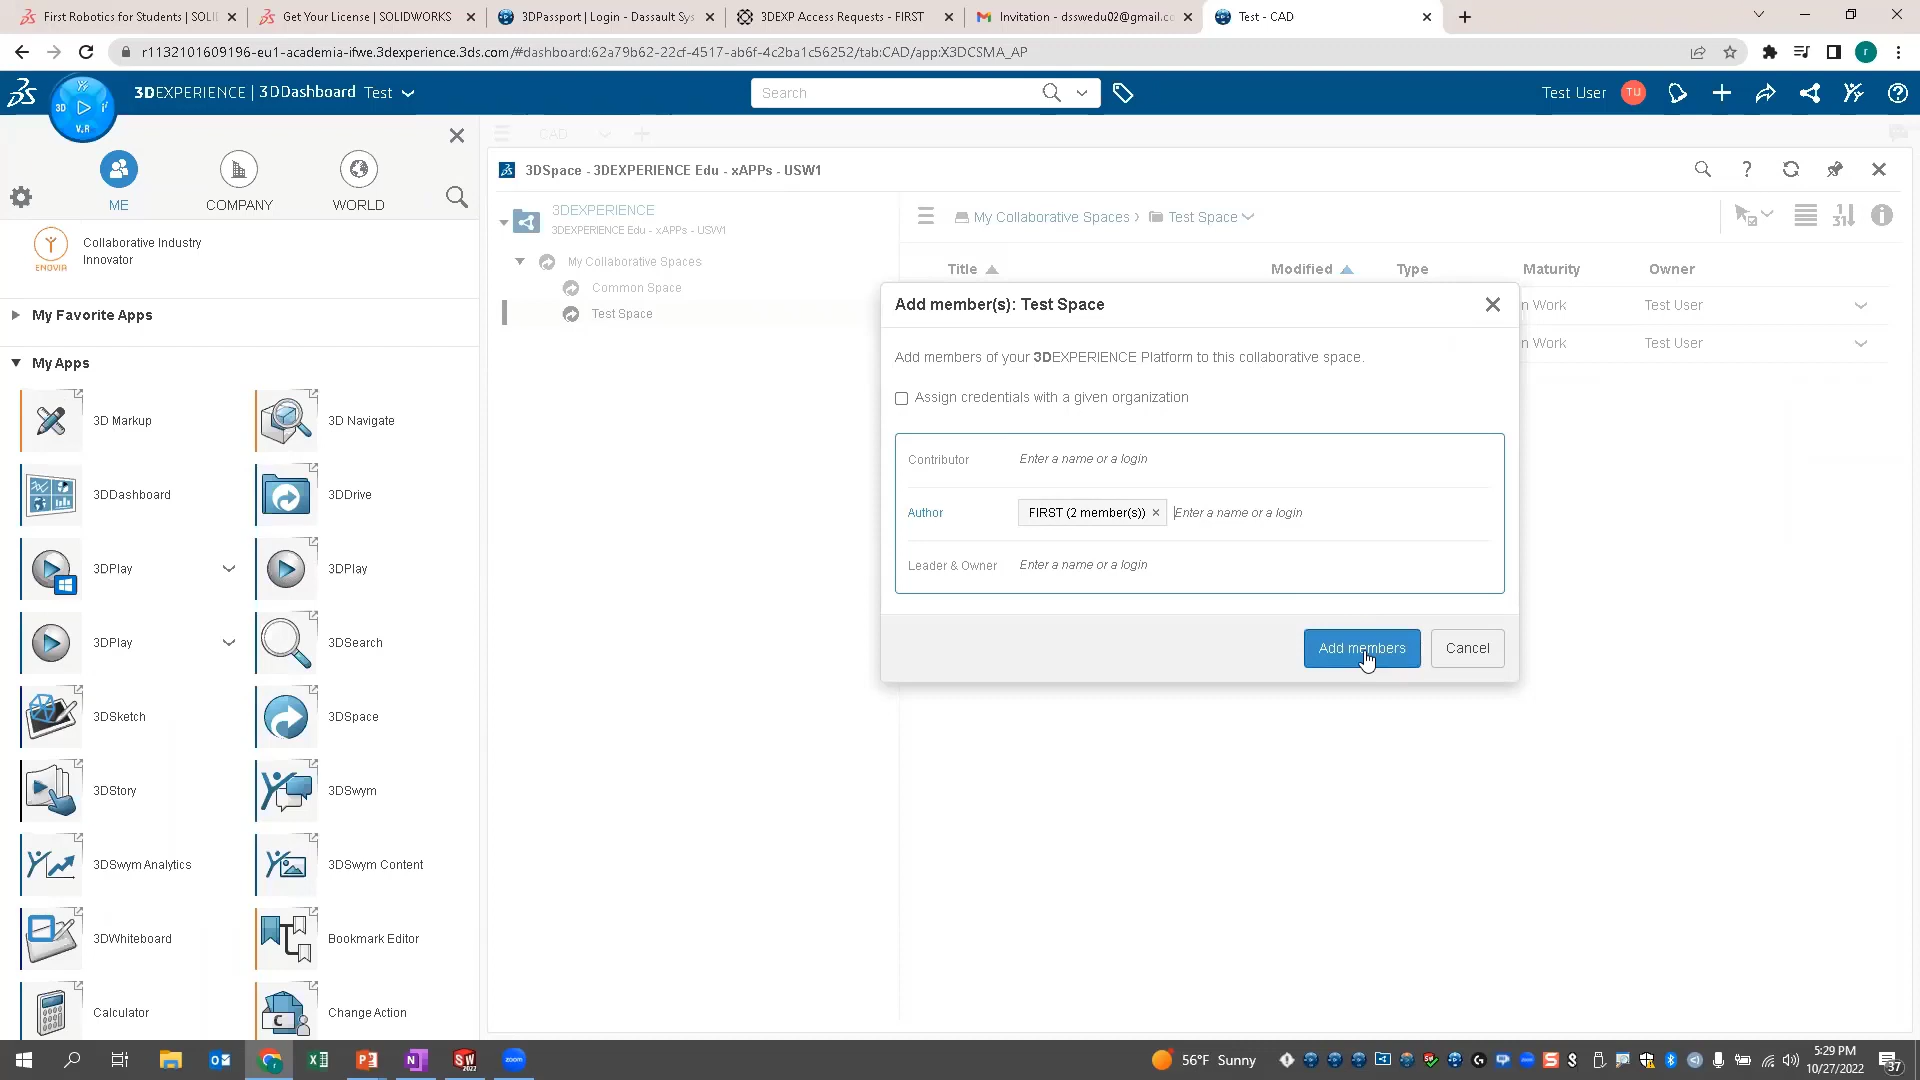 First Robotics for Students | SOLI
Get Your License | SOLIDWORKS
3DPassport | Login - Dassault Sys
3DEXP Access Requests - FIRST
Invitation - dsswedu02@gmail.co
Test - CAD
r1132101609196-eu1-academia-ifwe.3dexperience.3ds.com/#dashboard:62a79b62-22cf-4517-ab6f-4c2ba1c56252/tab:CAD/app:X3DCSMA_AP
r
3D
V.R
3DEXPERIENCE | 3DDashboard Test
Search
Test User
TU
CAD
ME
COMPANY
WORLD
ENOVIA
Collaborative Industry
Innovator
My Favorite Apps
My Apps
3D Markup
3D Navigate
3DDashboard
3DDrive
3DPlay
3DPlay
3DPlay
3DSearch
3DSketch
3DSpace
3DStory
3DSwym
3DSwym Analytics
3DSwym Content
3DWhiteboard
Bookmark Editor
Calculator
Change Action
3DSpace - 3DEXPERIENCE Edu - xAPPs - USW1
3DEXPERIENCE
3DEXPERIENCE Edu - xAPPs - USW1
My Collaborative Spaces
Common Space
Test Space
My Collaborative Spaces
Test Space
Title
Modified
Type
Maturity
Owner
n Work
Test User
n Work
Test User
Add member(s): Test Space
Add members of your 3DEXPERIENCE Platform to this collaborative space.
Assign credentials with a given organization
Contributor
Enter a name or a login
Author
FIRST (2 member(s))
Enter a name or a login
Leader & Owner
Enter a name or a login
Add members
Cancel
56°F Sunny
5:29 PM
10/27/2022
37